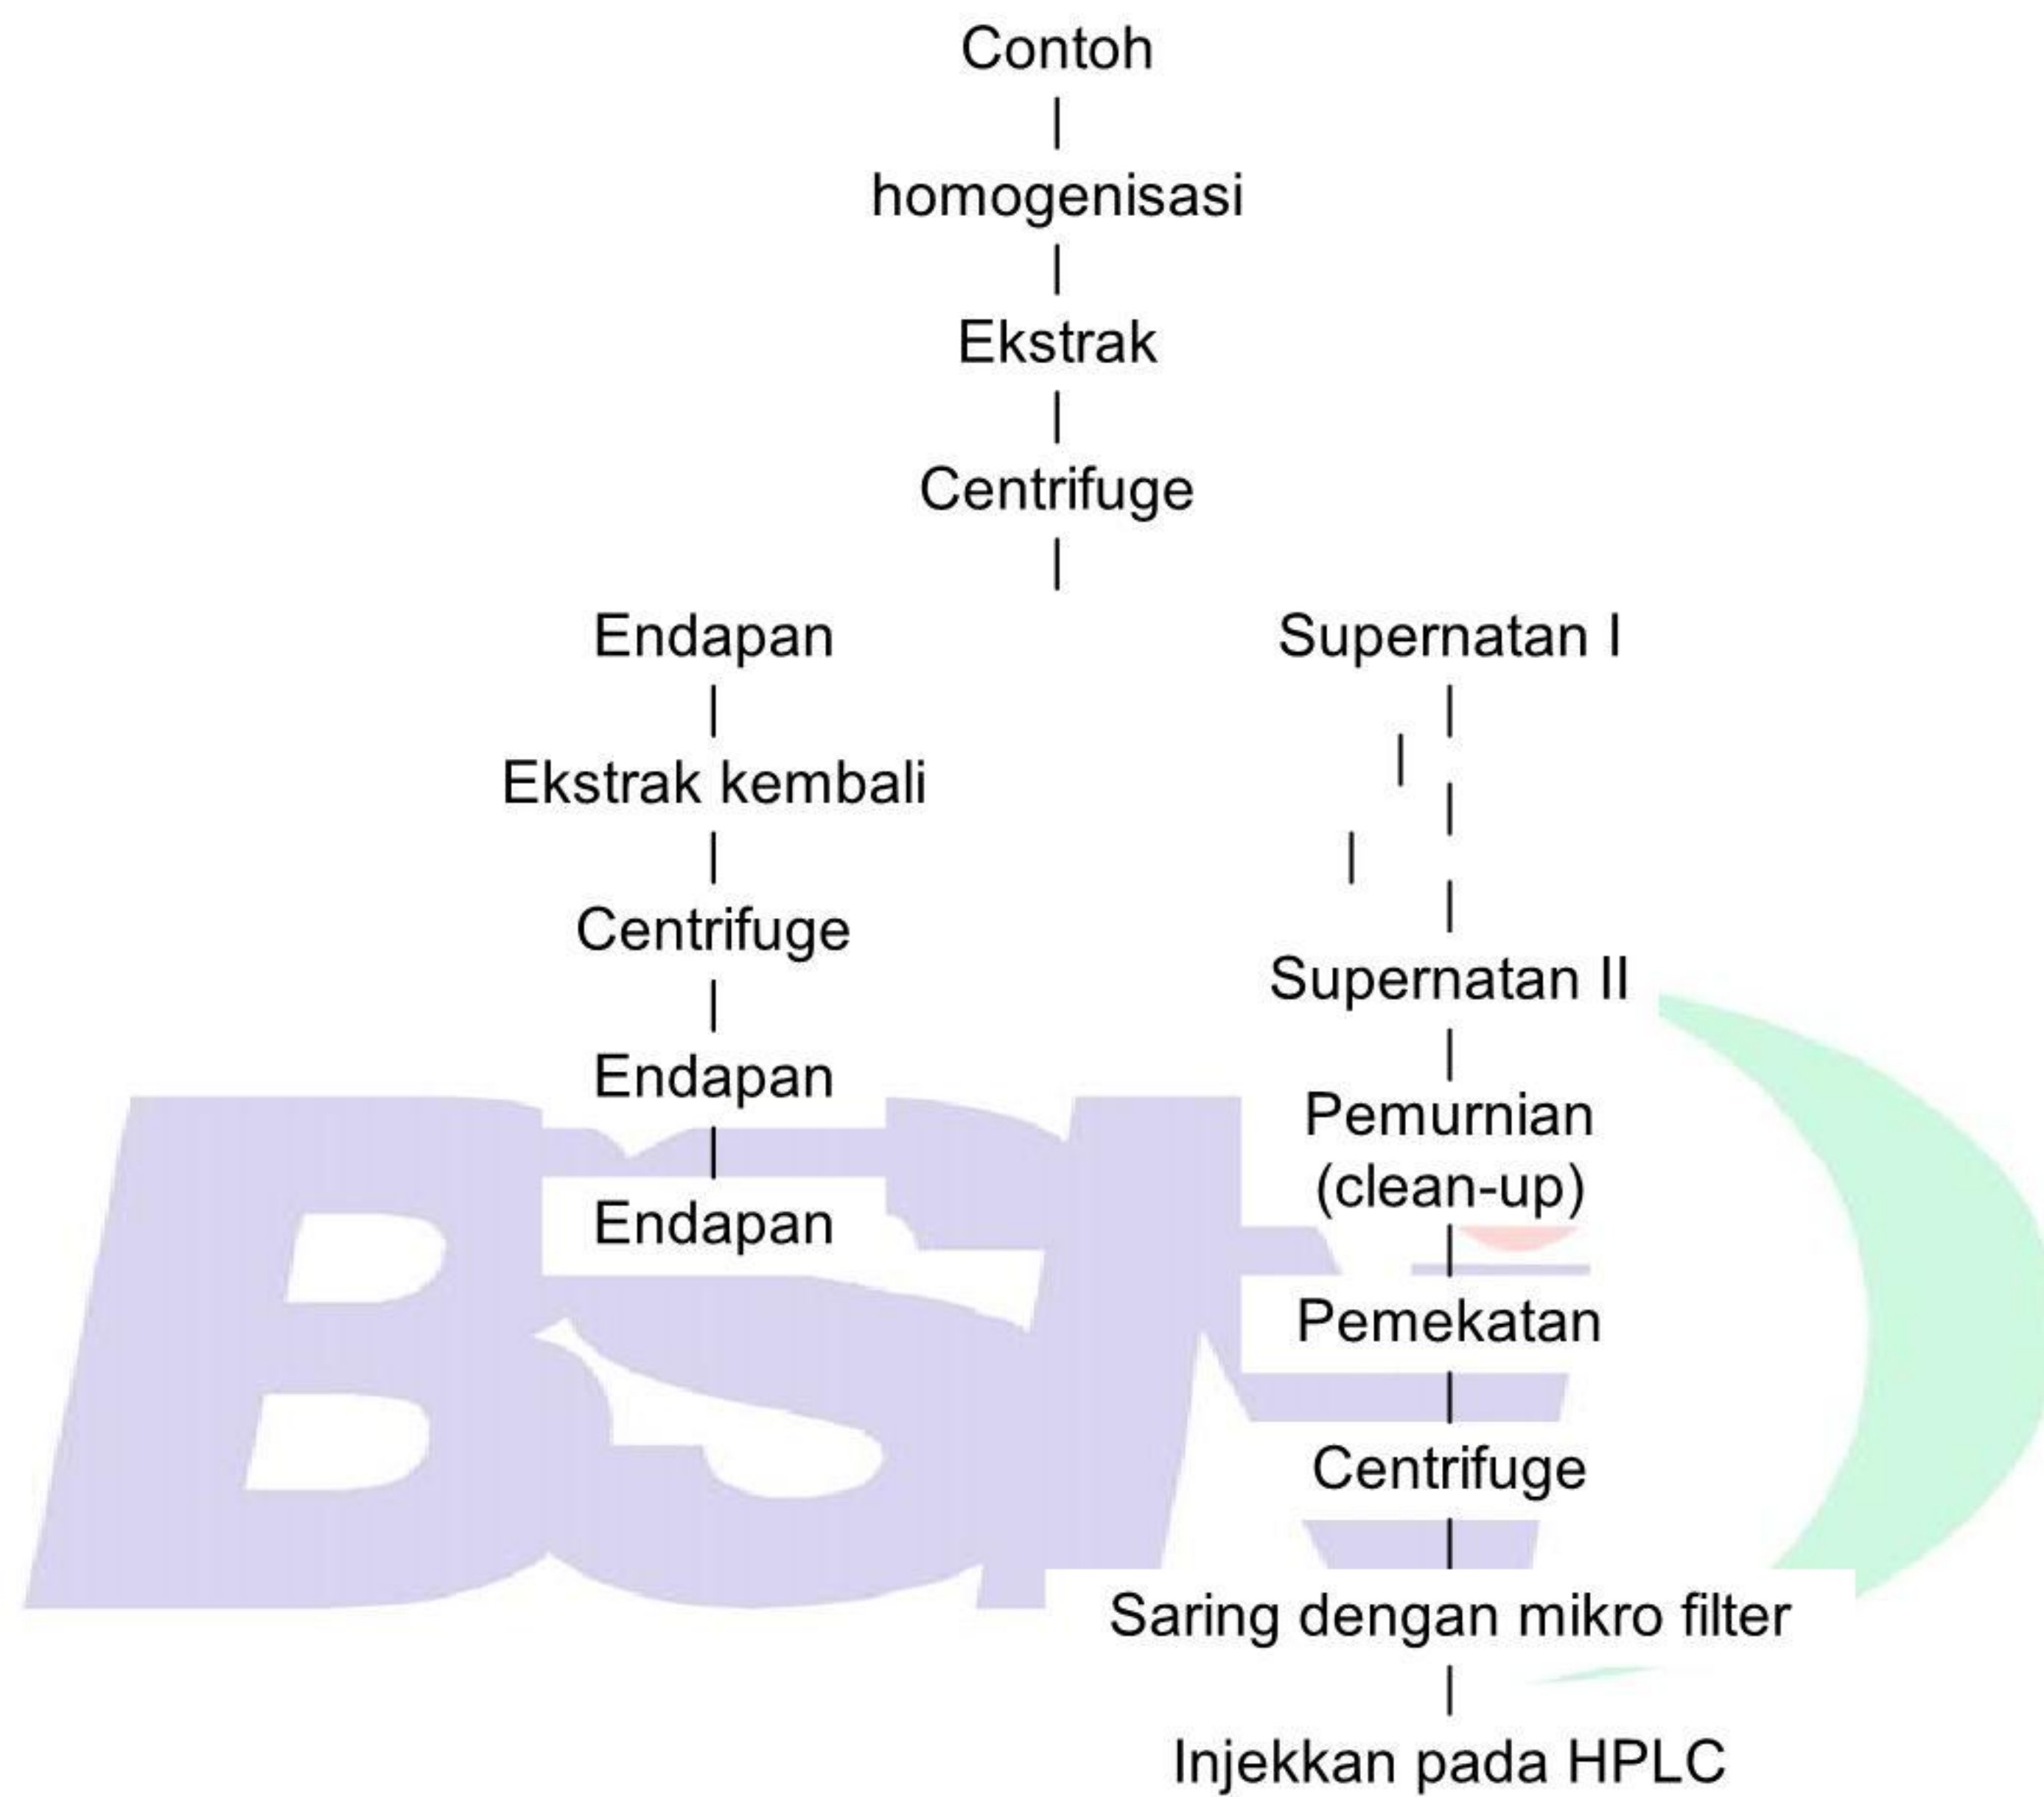 Contoh
homogenisasi
Ekstrak
Centrifuge
Endapan
Ekstrak kembali
Centrifuge
Endapan
Endapan
Supernatan I
Supernatan II
Pemurnian
(clean-up)
Pemekatan
Centrifuge
Saring dengan mikro filter
Injekkan pada HPLC
BSN